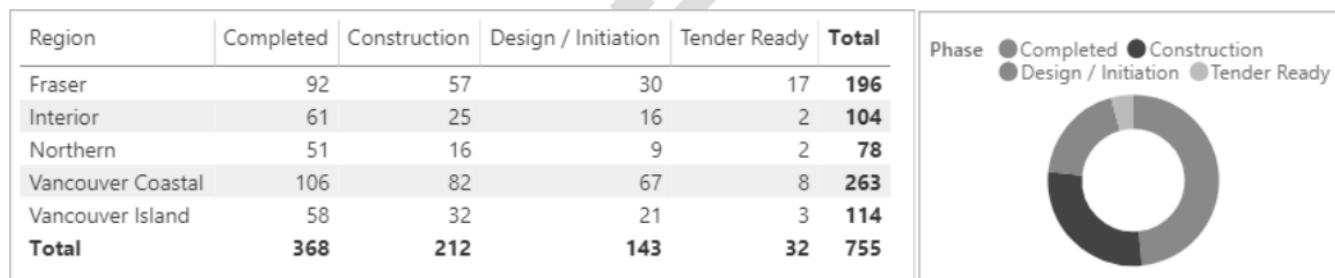 Region Completed Construction Design / Initiation Tender Ready Total
Fraser 92 57 30 17 196
Interior 61 25 16 2 104
Northern 51 16 9 2 78
Vancouver Coastal 106 82 67 8 263
Vancouver Island 58 32 21 3 114
Total 368 212 143 32 755
Phase Completed Construction
Design / Initiation Tender Ready